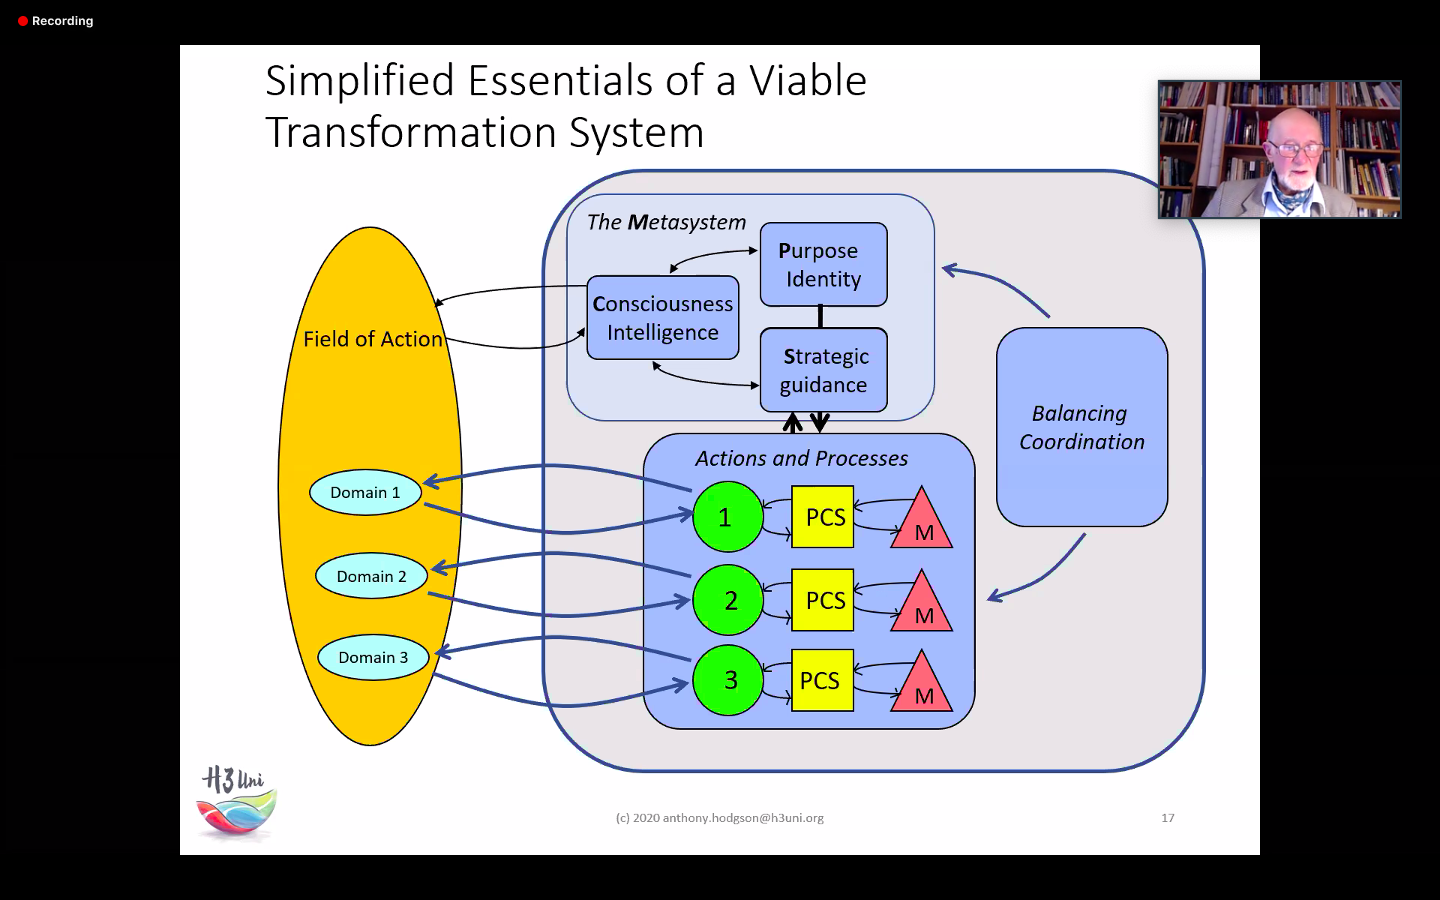 Recording
Simplified Essentials of a Viable
Transformation System
The Metasystem
Purpose
Identity
Consciousness
Intelligence
Strategic
guidance
Field of Action
Balancing
Coordination
Actions and Processes
Domain 1
1
PCS
M
Domain 2
2
PCS
M
Domain 3
3
PCS
M
H3 Uni
(c) 2020 anthony.hodgson@h3uni.org
17